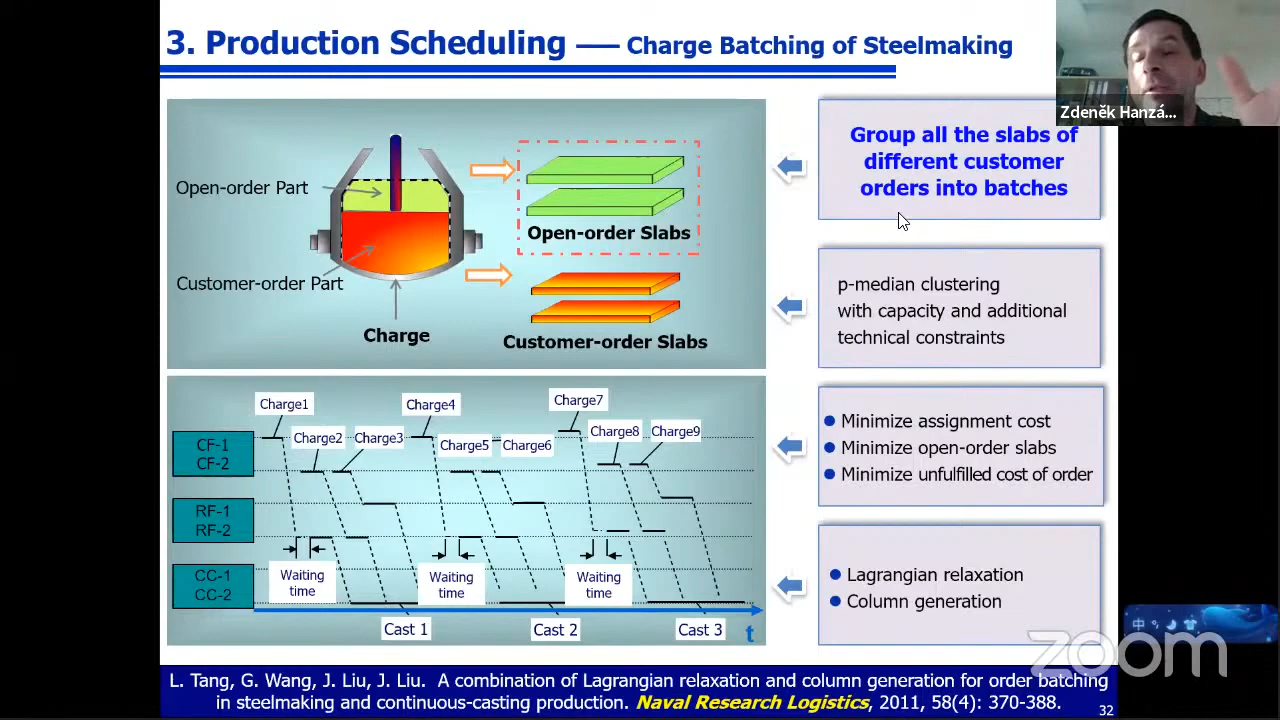 3. Production Scheduling —— Charge Batching of Steelmaking
Zdeněk Hanzá...
Open-order Part
Customer-order Part
Charge
Open-order Slabs
Customer-order Slabs
Group all the slabs of
different customer
orders into batches
p-median clustering
with capacity and additional
technical constraints
Charge1
Charge2
Charge3
Charge4
Charge5
Charge6
Charge7
Charge8
Charge9
CF-1
CF-2
RF-1
RF-2
CC-1
CC-2
Waiting
time
Waiting
time
Waiting
time
Cast 1
Cast 2
Cast 3
t
● Minimize assignment cost
● Minimize open-order slabs
● Minimize unfulfilled cost of order
● Lagrangian relaxation
● Column generation
中
zoom
L. Tang, G. Wang, J. Liu, J. Liu. A combination of Lagrangian relaxation and column generation for order batching
in steelmaking and continuous-casting production. Naval Research Logistics, 2011, 58(4): 370-388.
32